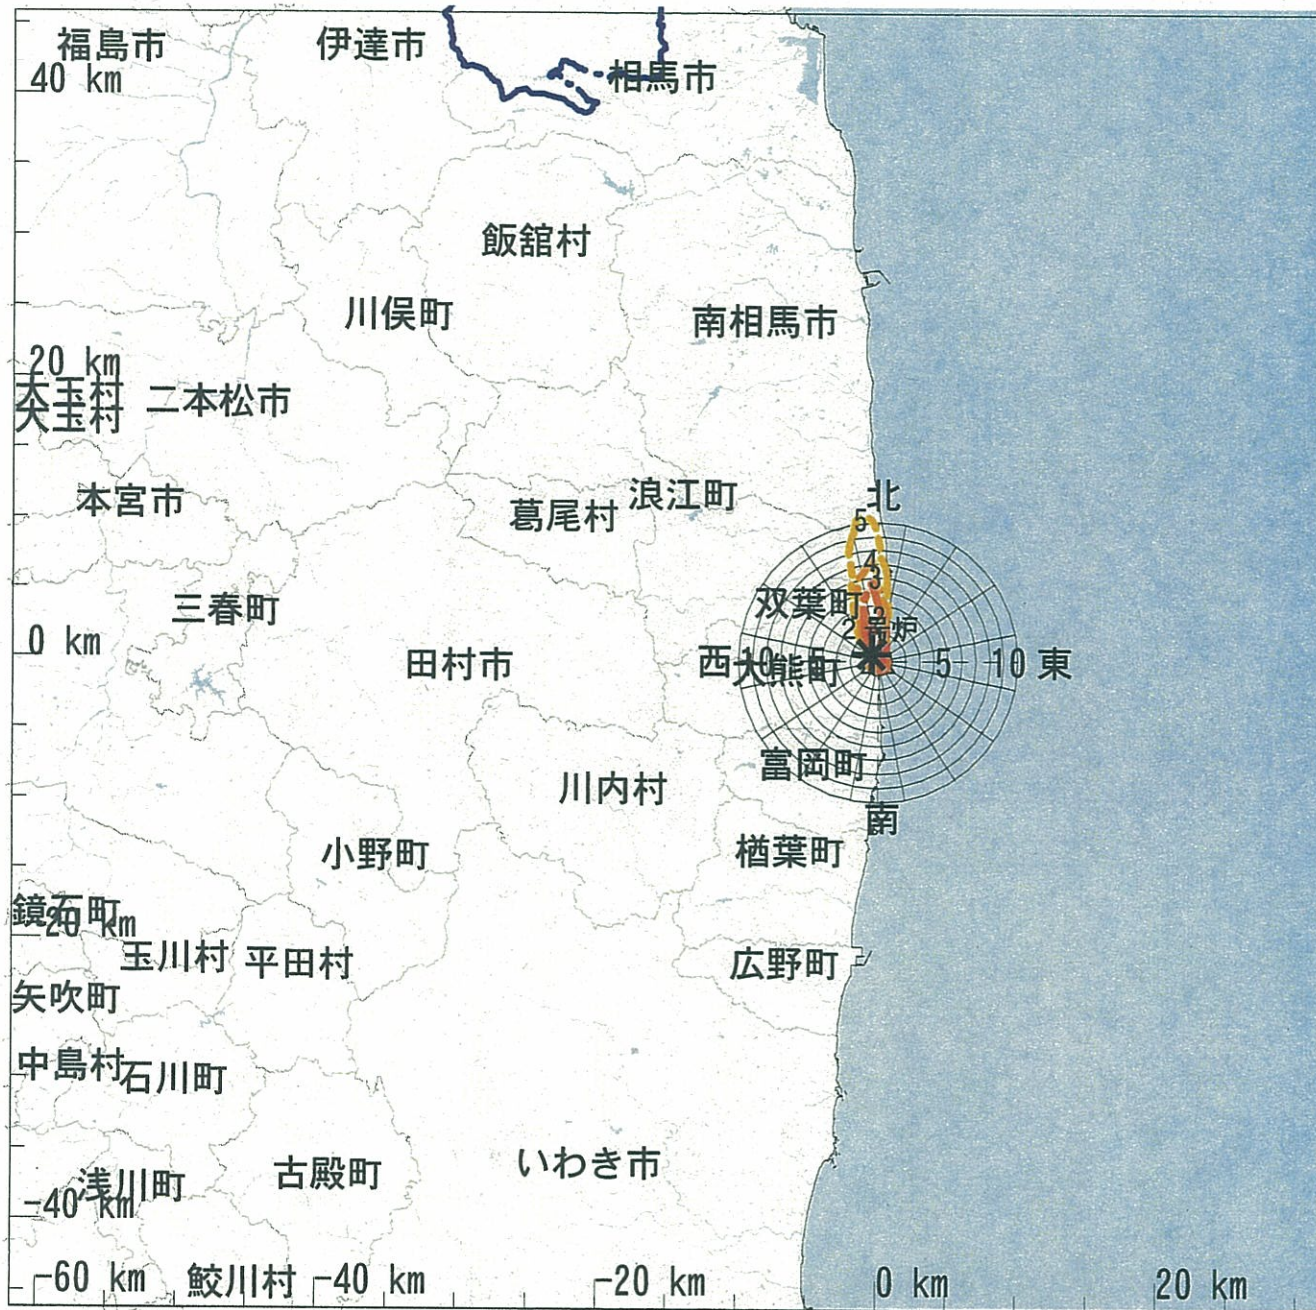 福島市
伊達市
40 km
相馬市
飯舘村
川俣町
南相馬市
20 km
大玉村
大玉村
二本松市
本宮市
葛尾村
浪江町
北
5
4
3
双葉町
3
2号炉
三春町
0 km
田村市
西
10
5
大熊町
5
10
東
富岡町
川内村
南
小野町
楢葉町
鏡石町
-20 km
玉川村
平田村
広野町
矢吹町
中島村
石川町
いわき市
古殿町
浅川町
-40 km
-60 km
鮫川村
-40 km
-20 km
0 km
20 km